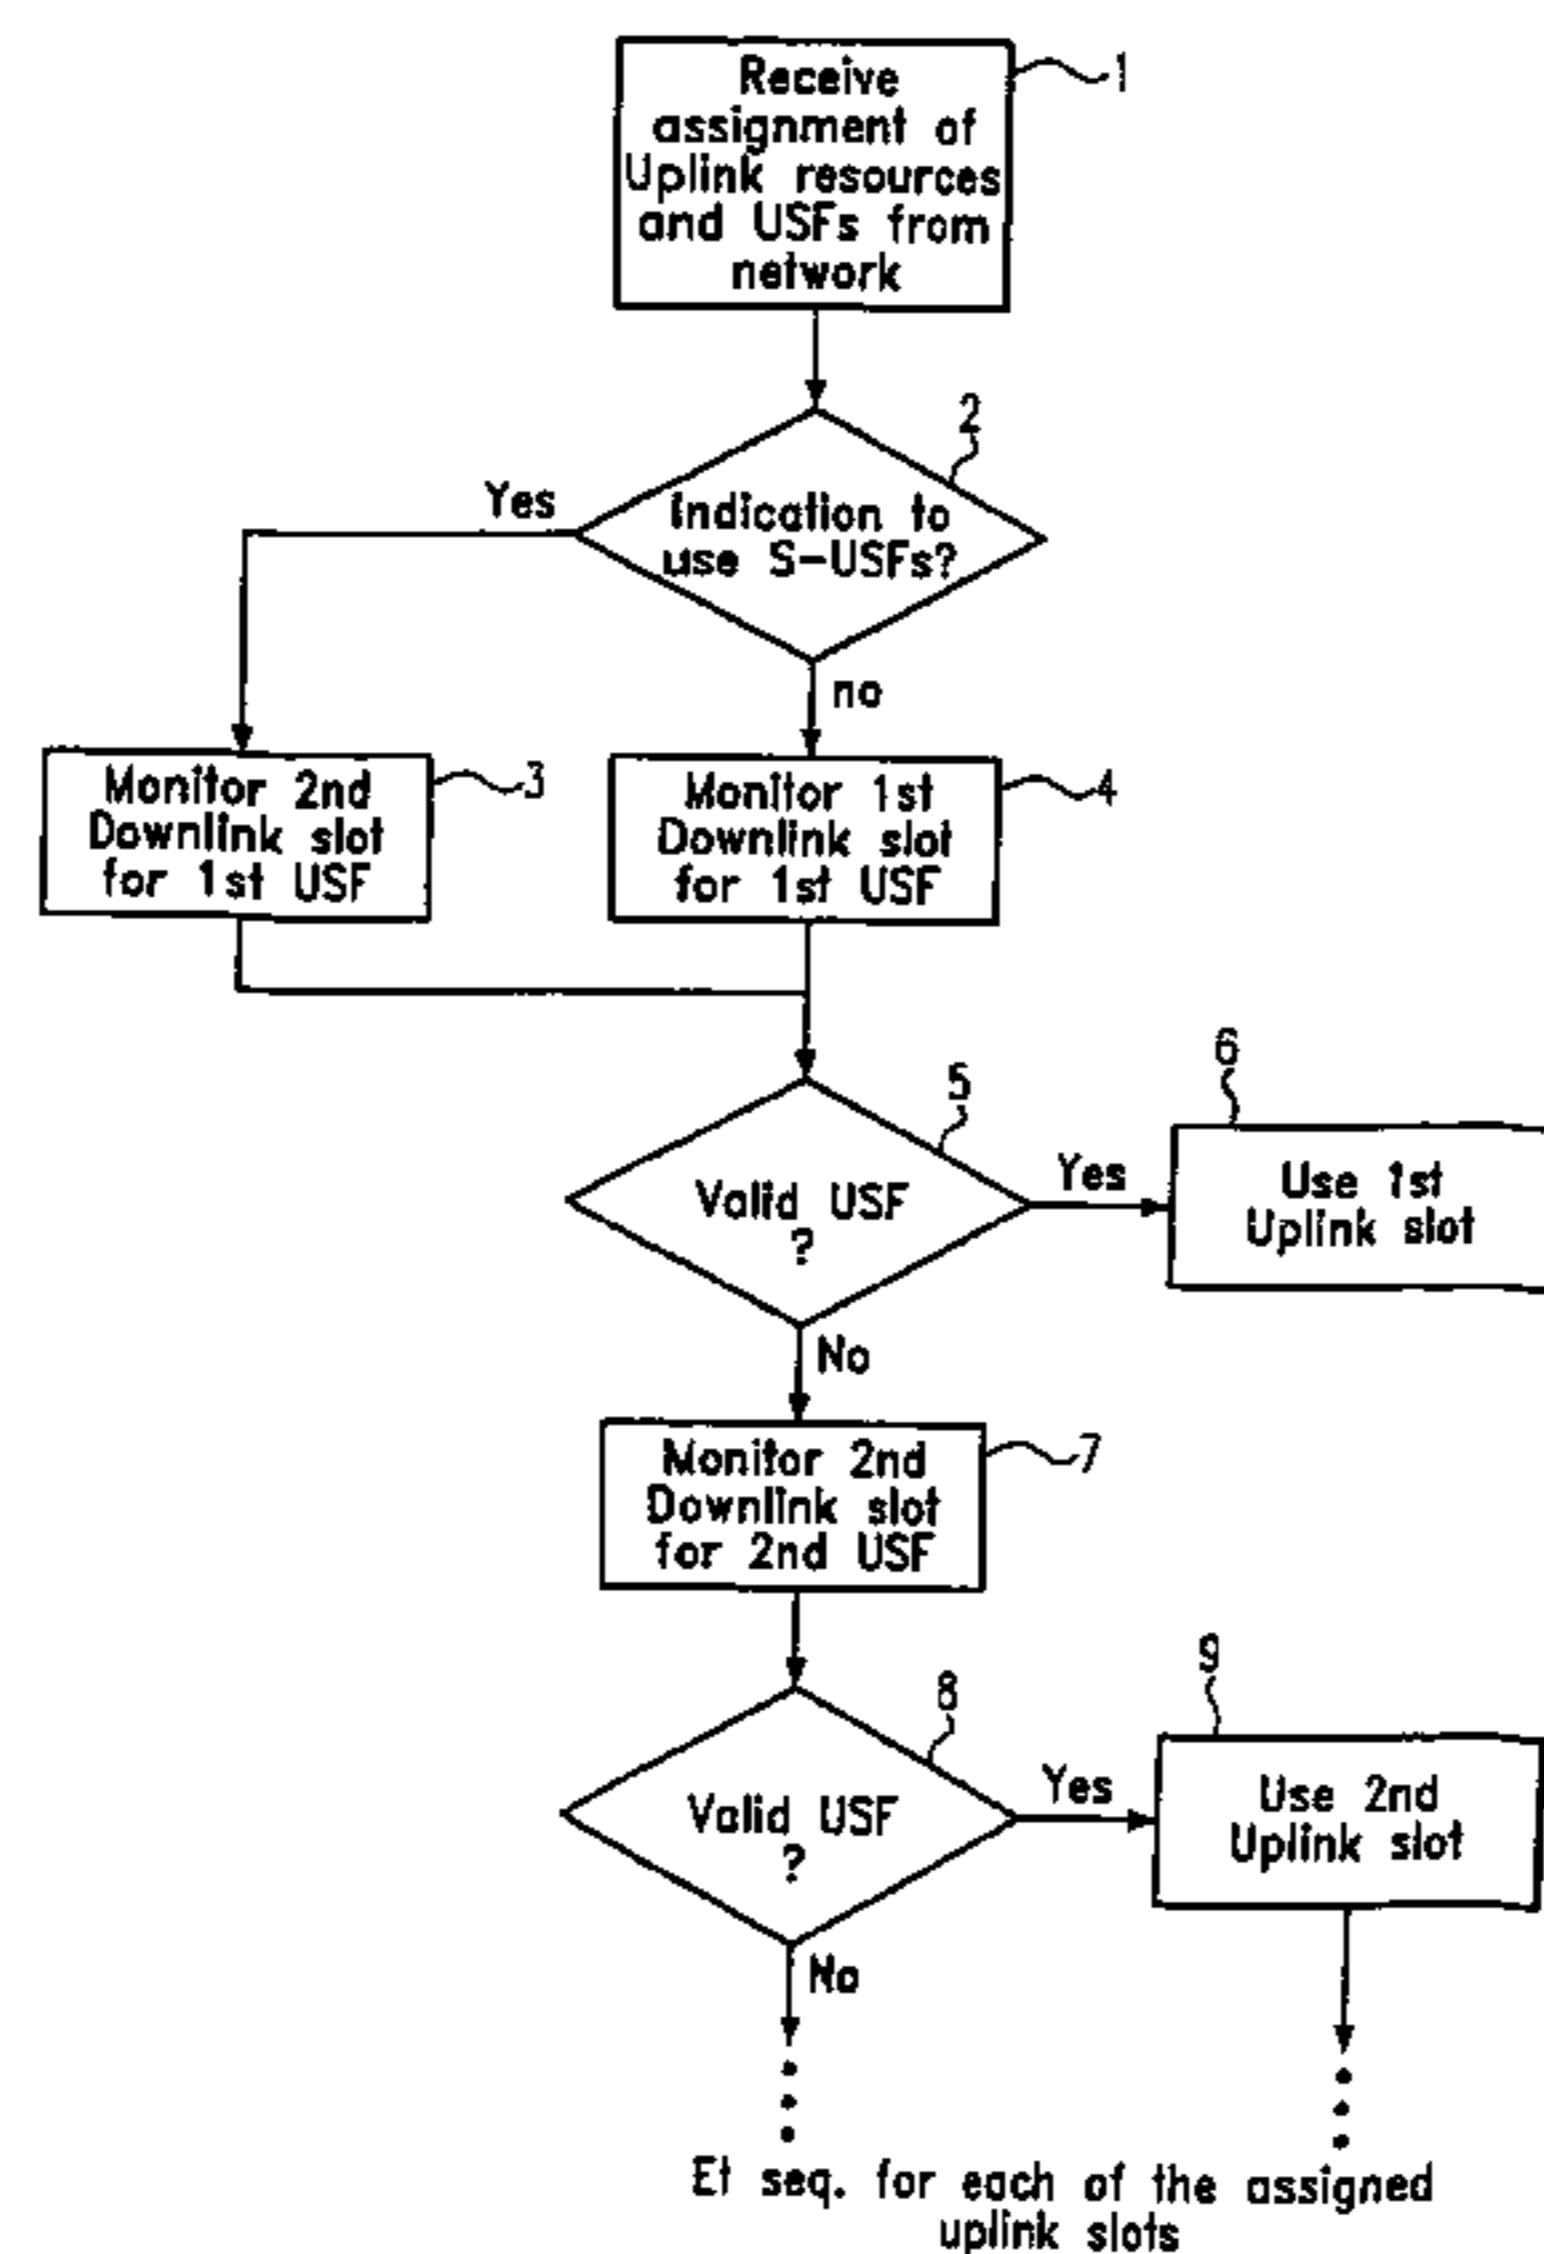 Receive
assignment of
Uplink resources
and USFs from
network
1
2
Yes
Indication to
use S-USFs?
no
Monitor 2nd
Downlink slot
for 1st USF
3
Monitor 1st
Downlink slot
for 1st USF
4
5
Valid USF
?
Yes
6
Use 1st
Uplink slot
No
Monitor 2nd
Downlink slot
for 2nd USF
7
8
Valid USF
?
Yes
9
Use 2nd
Uplink slot
No
Et seq. for each of the assigned
uplink slots